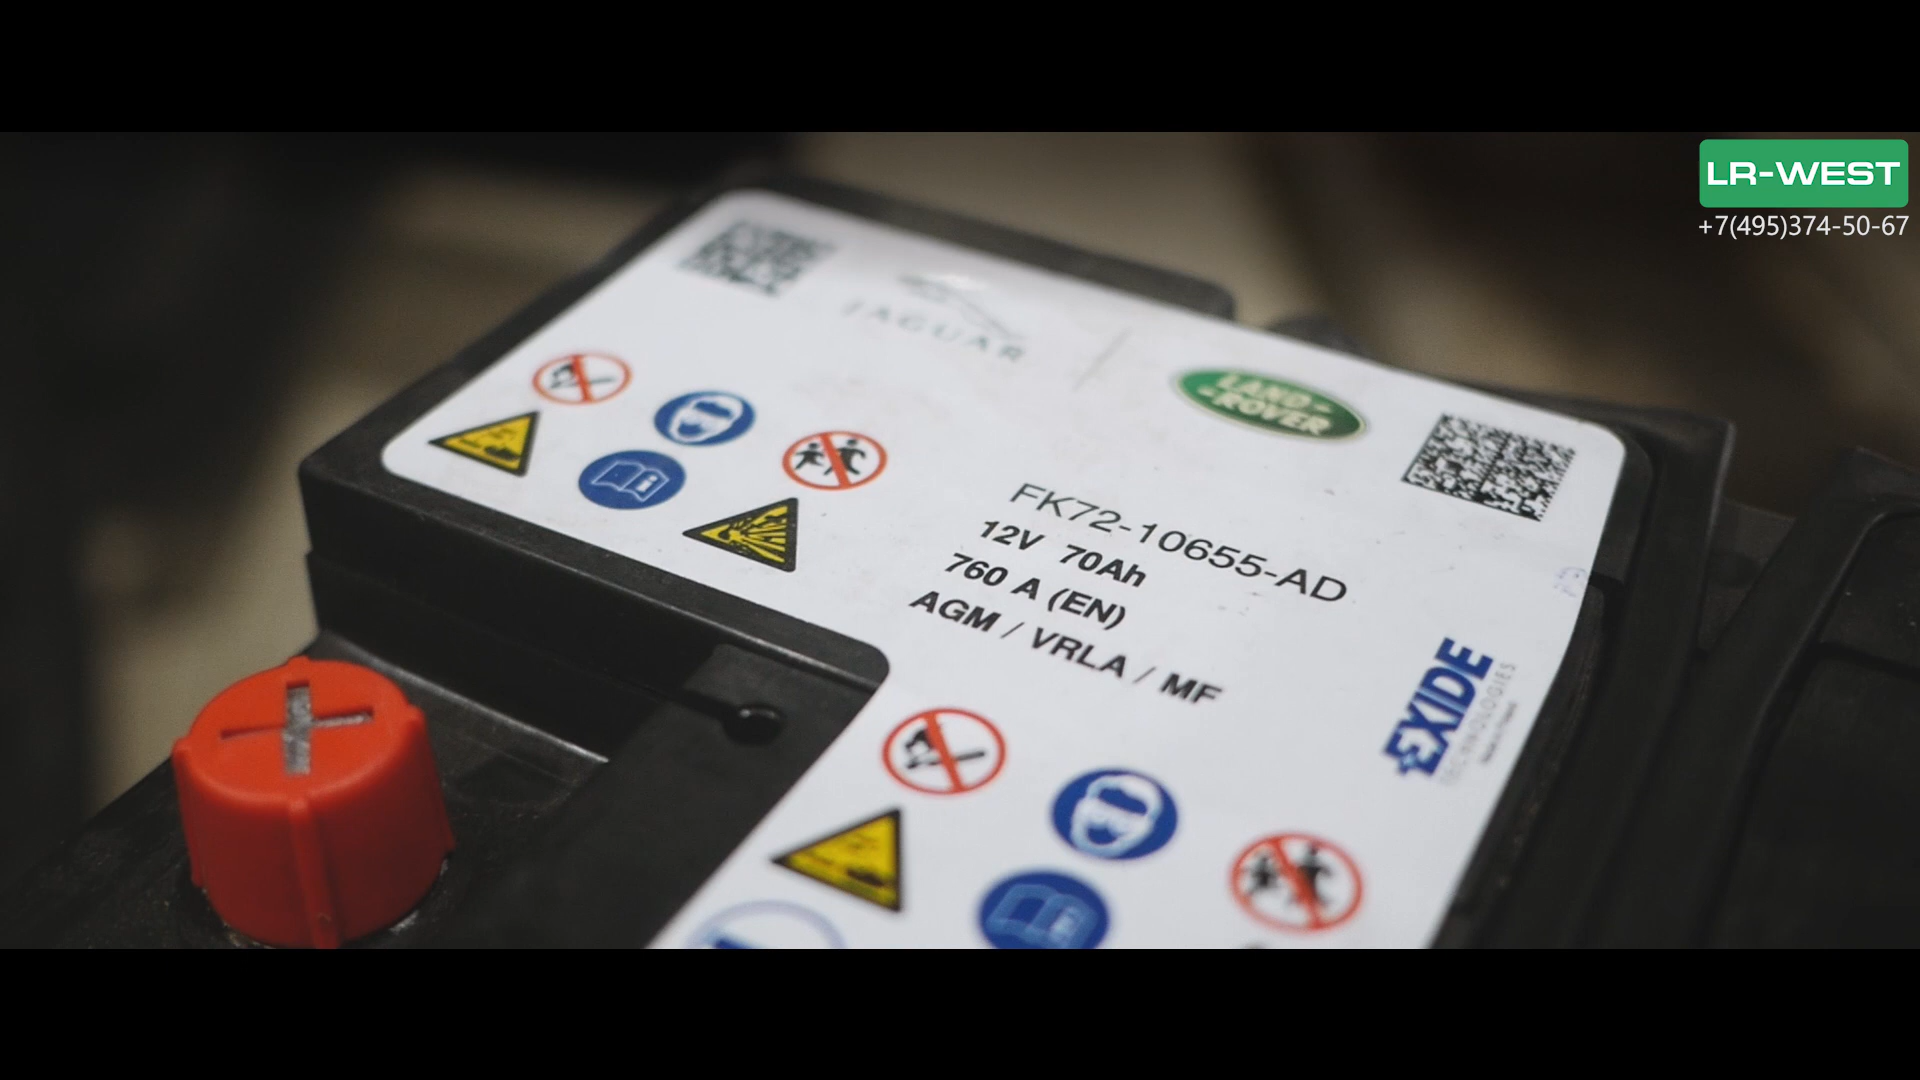 LR-WEST
+7(495)374-50-67
JAGUAR
LAND
ROVER
FK72-10655-AD
12V 70Ah
760 A (EN)
AGM / VRLA / MF
EXIDE
TECHNOLOGIES